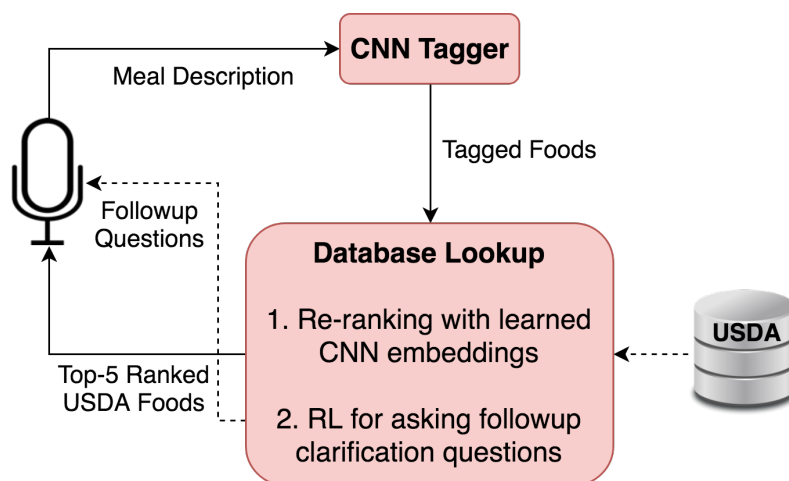 CNN Tagger
Meal Description
Tagged Foods
Followup
Questions
Database Lookup
1. Re-ranking with learned
CNN embeddings
USDA
Top-5 Ranked
USDA Foods
2. RL for asking followup
clarification questions